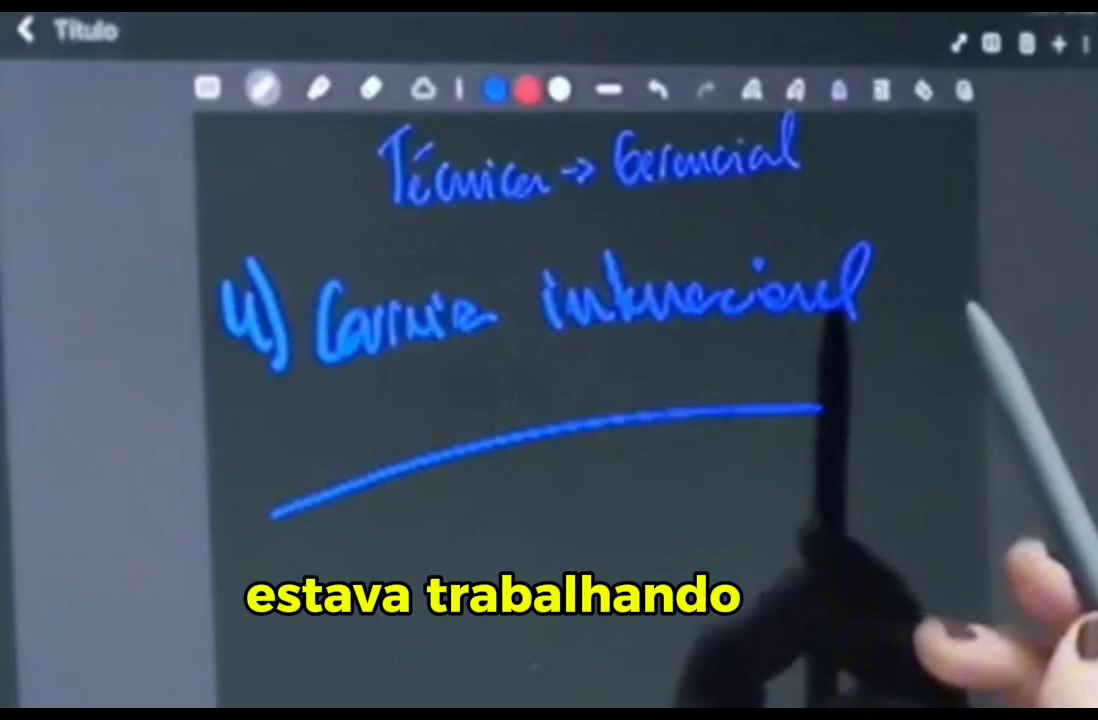 Título
Técnica → Gerencial
4) Carreira internacional
estava trabalhando